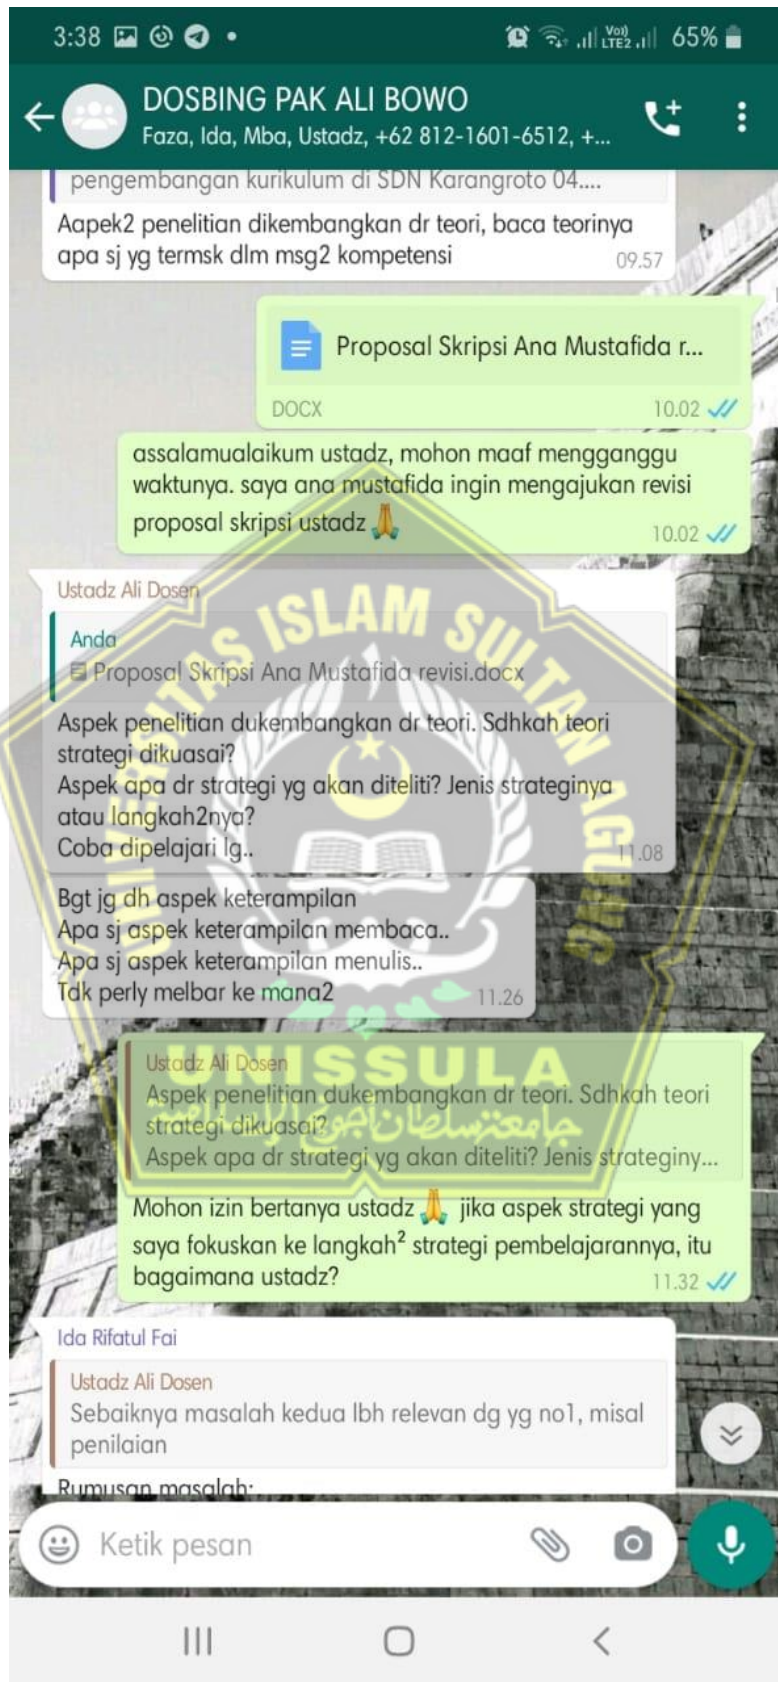 3:38
Vo))
LTE2
65%
DOSBING PAK ALI BOWO
Faza, Ida, Mba, Ustadz, +62 812-1601-6512, +...
pengembangan kurikulum di SDN Karangroto 04....
Aapek2 penelitian dikembangkan dr teori, baca teorinya
apa sj yg termsk dlm msg2 kompetensi
09.57
Proposal Skripsi Ana Mustafida r...
DOCX
10.02
assalamualaikum ustadz, mohon maaf mengganggu
waktunya. saya ana mustafida ingin mengajukan revisi
proposal skripsi ustadz 🙏
10.02
Ustadz Ali Dosen
Anda
Proposal Skripsi Ana Mustafida revisi.docx
Aspek penelitian dukembangkan dr teori. Sdhkah teori
strategi dikuasai?
Aspek apa dr strategi yg akan diteliti? Jenis strateginya
atau langkah2nya?
Coba dipelajari lg..
11.08
Bgt jg dh aspek keterampilan
Apa sj aspek keterampilan membaca..
Apa sj aspek keterampilan menulis..
Tdk perly melbar ke mana2
11.26
Ustadz Ali Dosen
Aspek penelitian dukembangkan dr teori. Sdhkah teori
strategi dikuasai?
Aspek apa dr strategi yg akan diteliti? Jenis strateginy...
Mohon izin bertanya ustadz 🙏 jika aspek strategi yang
saya fokuskan ke langkah² strategi pembelajarannya, itu
bagaimana ustadz?
11.32
Ida Rifatul Fai
Ustadz Ali Dosen
Sebaiknya masalah kedua lbh relevan dg yg no1, misal
penilaian
Rumusan masalah:
Ketik pesan
UNIVERSITAS ISLAM SULTAN AGUNG
UNISSULA
جامعة سلطان أجونج الإسلامية